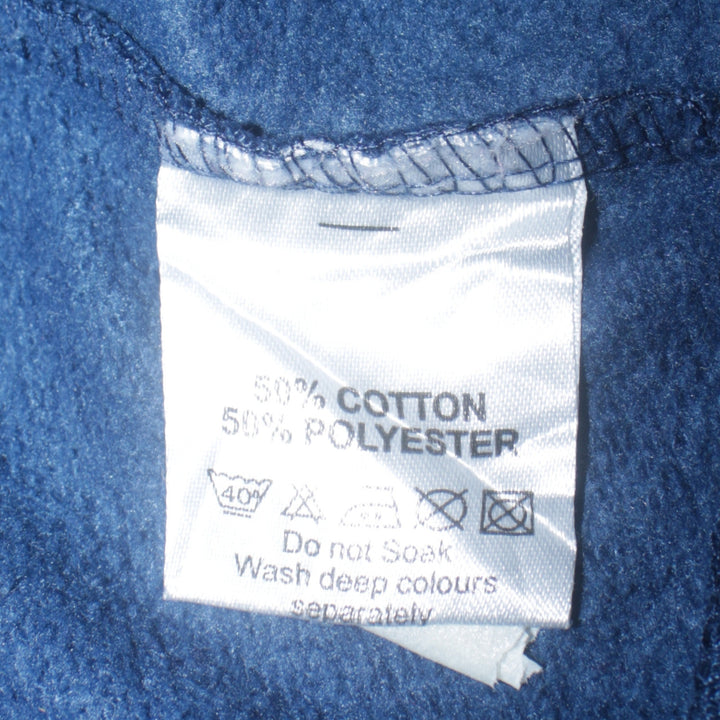 50% COTTON
50% POLYESTER
40°
Do not Soak
Wash deep colours
separately